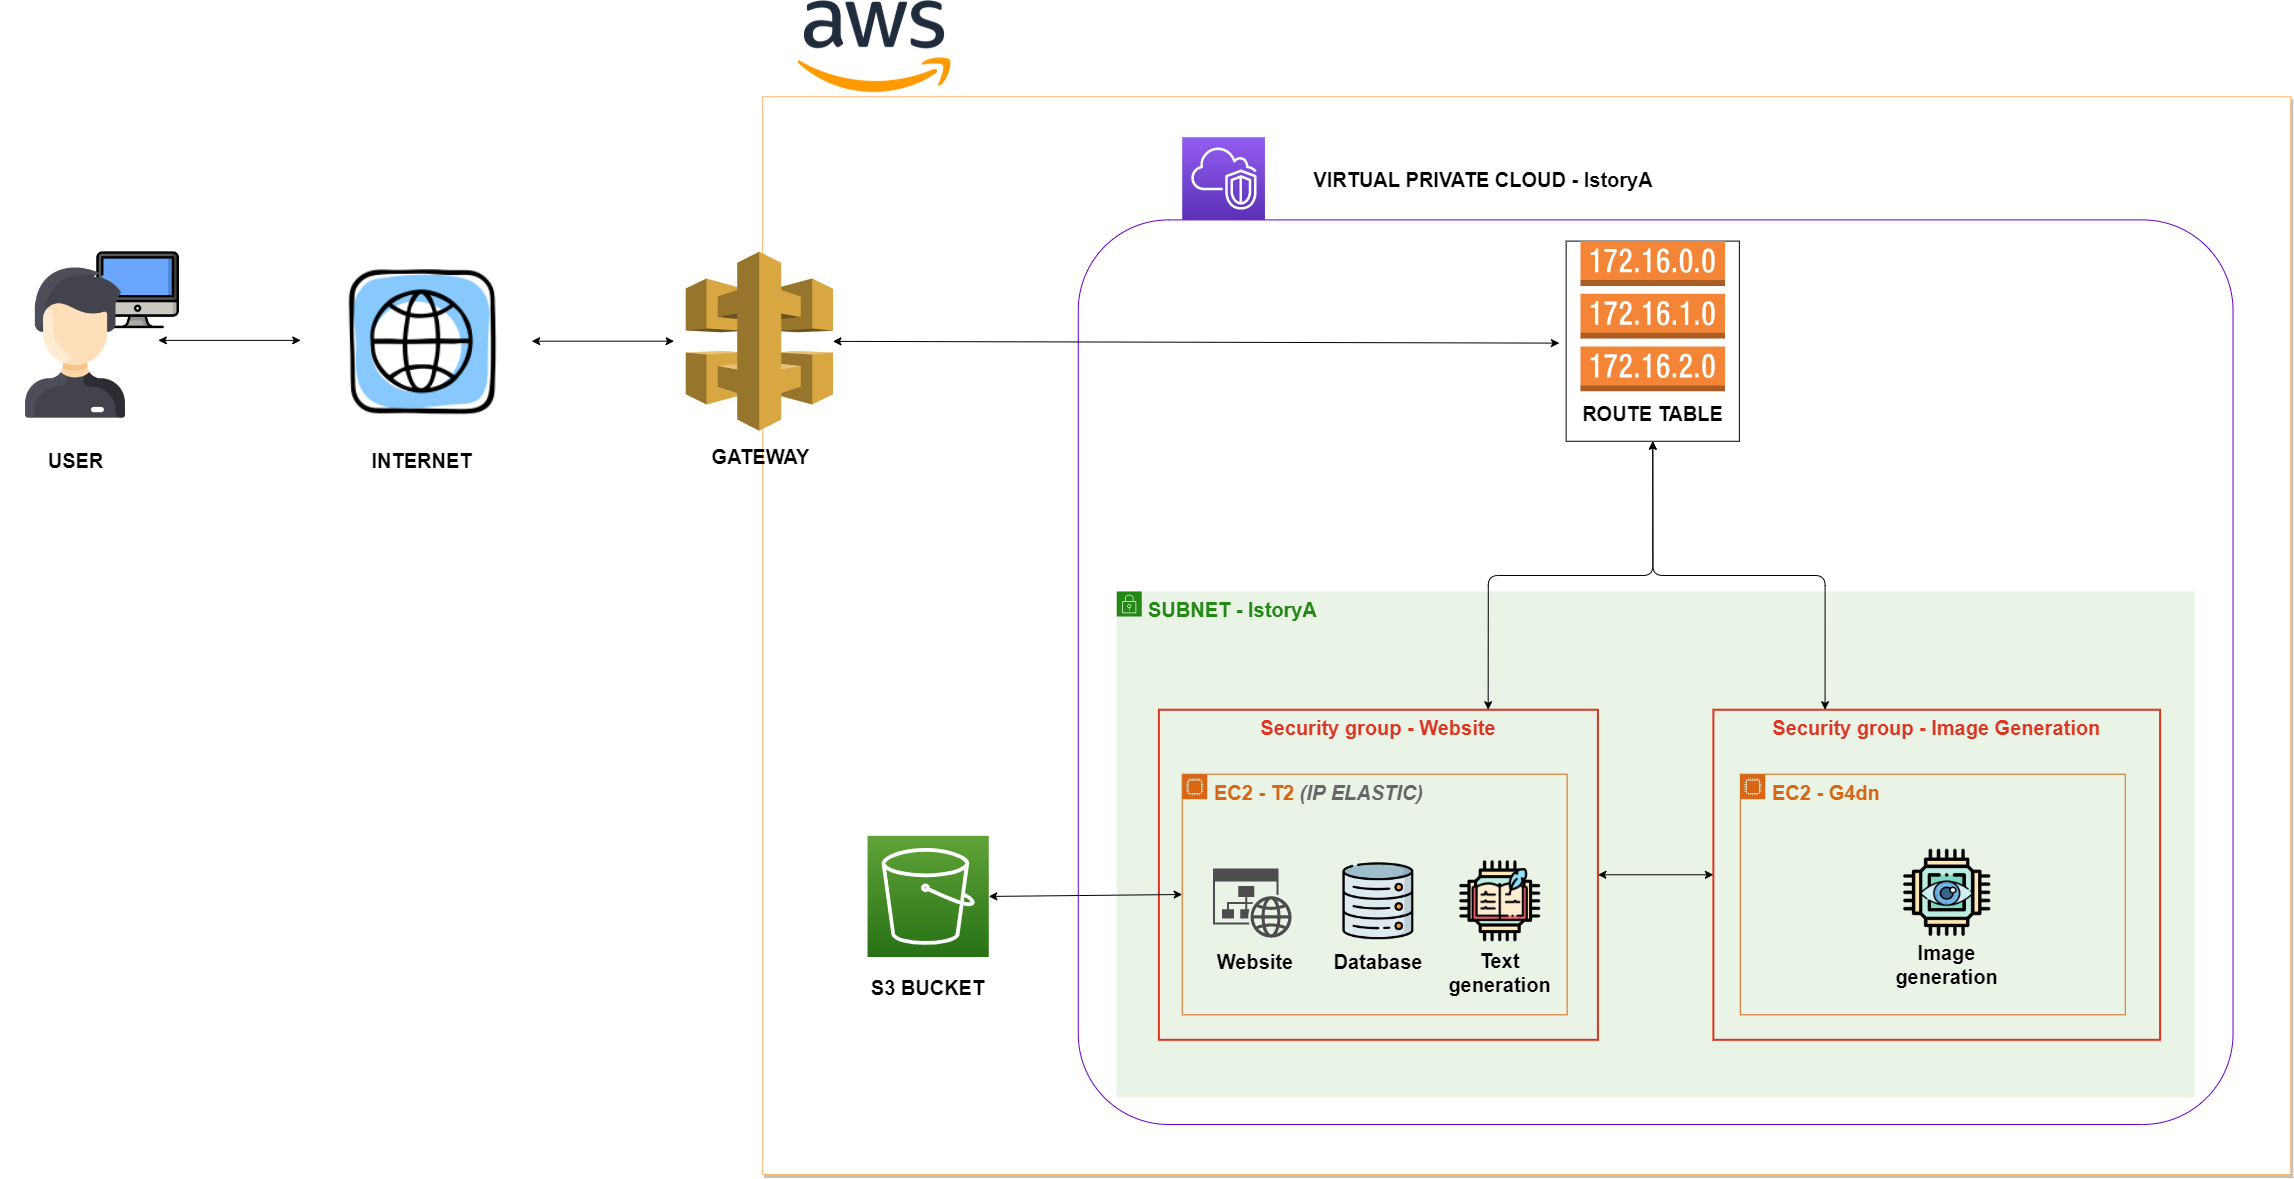 aws
VIRTUAL PRIVATE CLOUD - IstoryA
172.16.0.0
172.16.1.0
172.16.2.0
ROUTE TABLE
USER
INTERNET
GATEWAY
SUBNET - IstoryA
Security group - Website
Security group - Image Generation
EC2 - T2 (IP ELASTIC)
EC2 - G4dn
Website
Database
Text
generation
Image
generation
S3 BUCKET